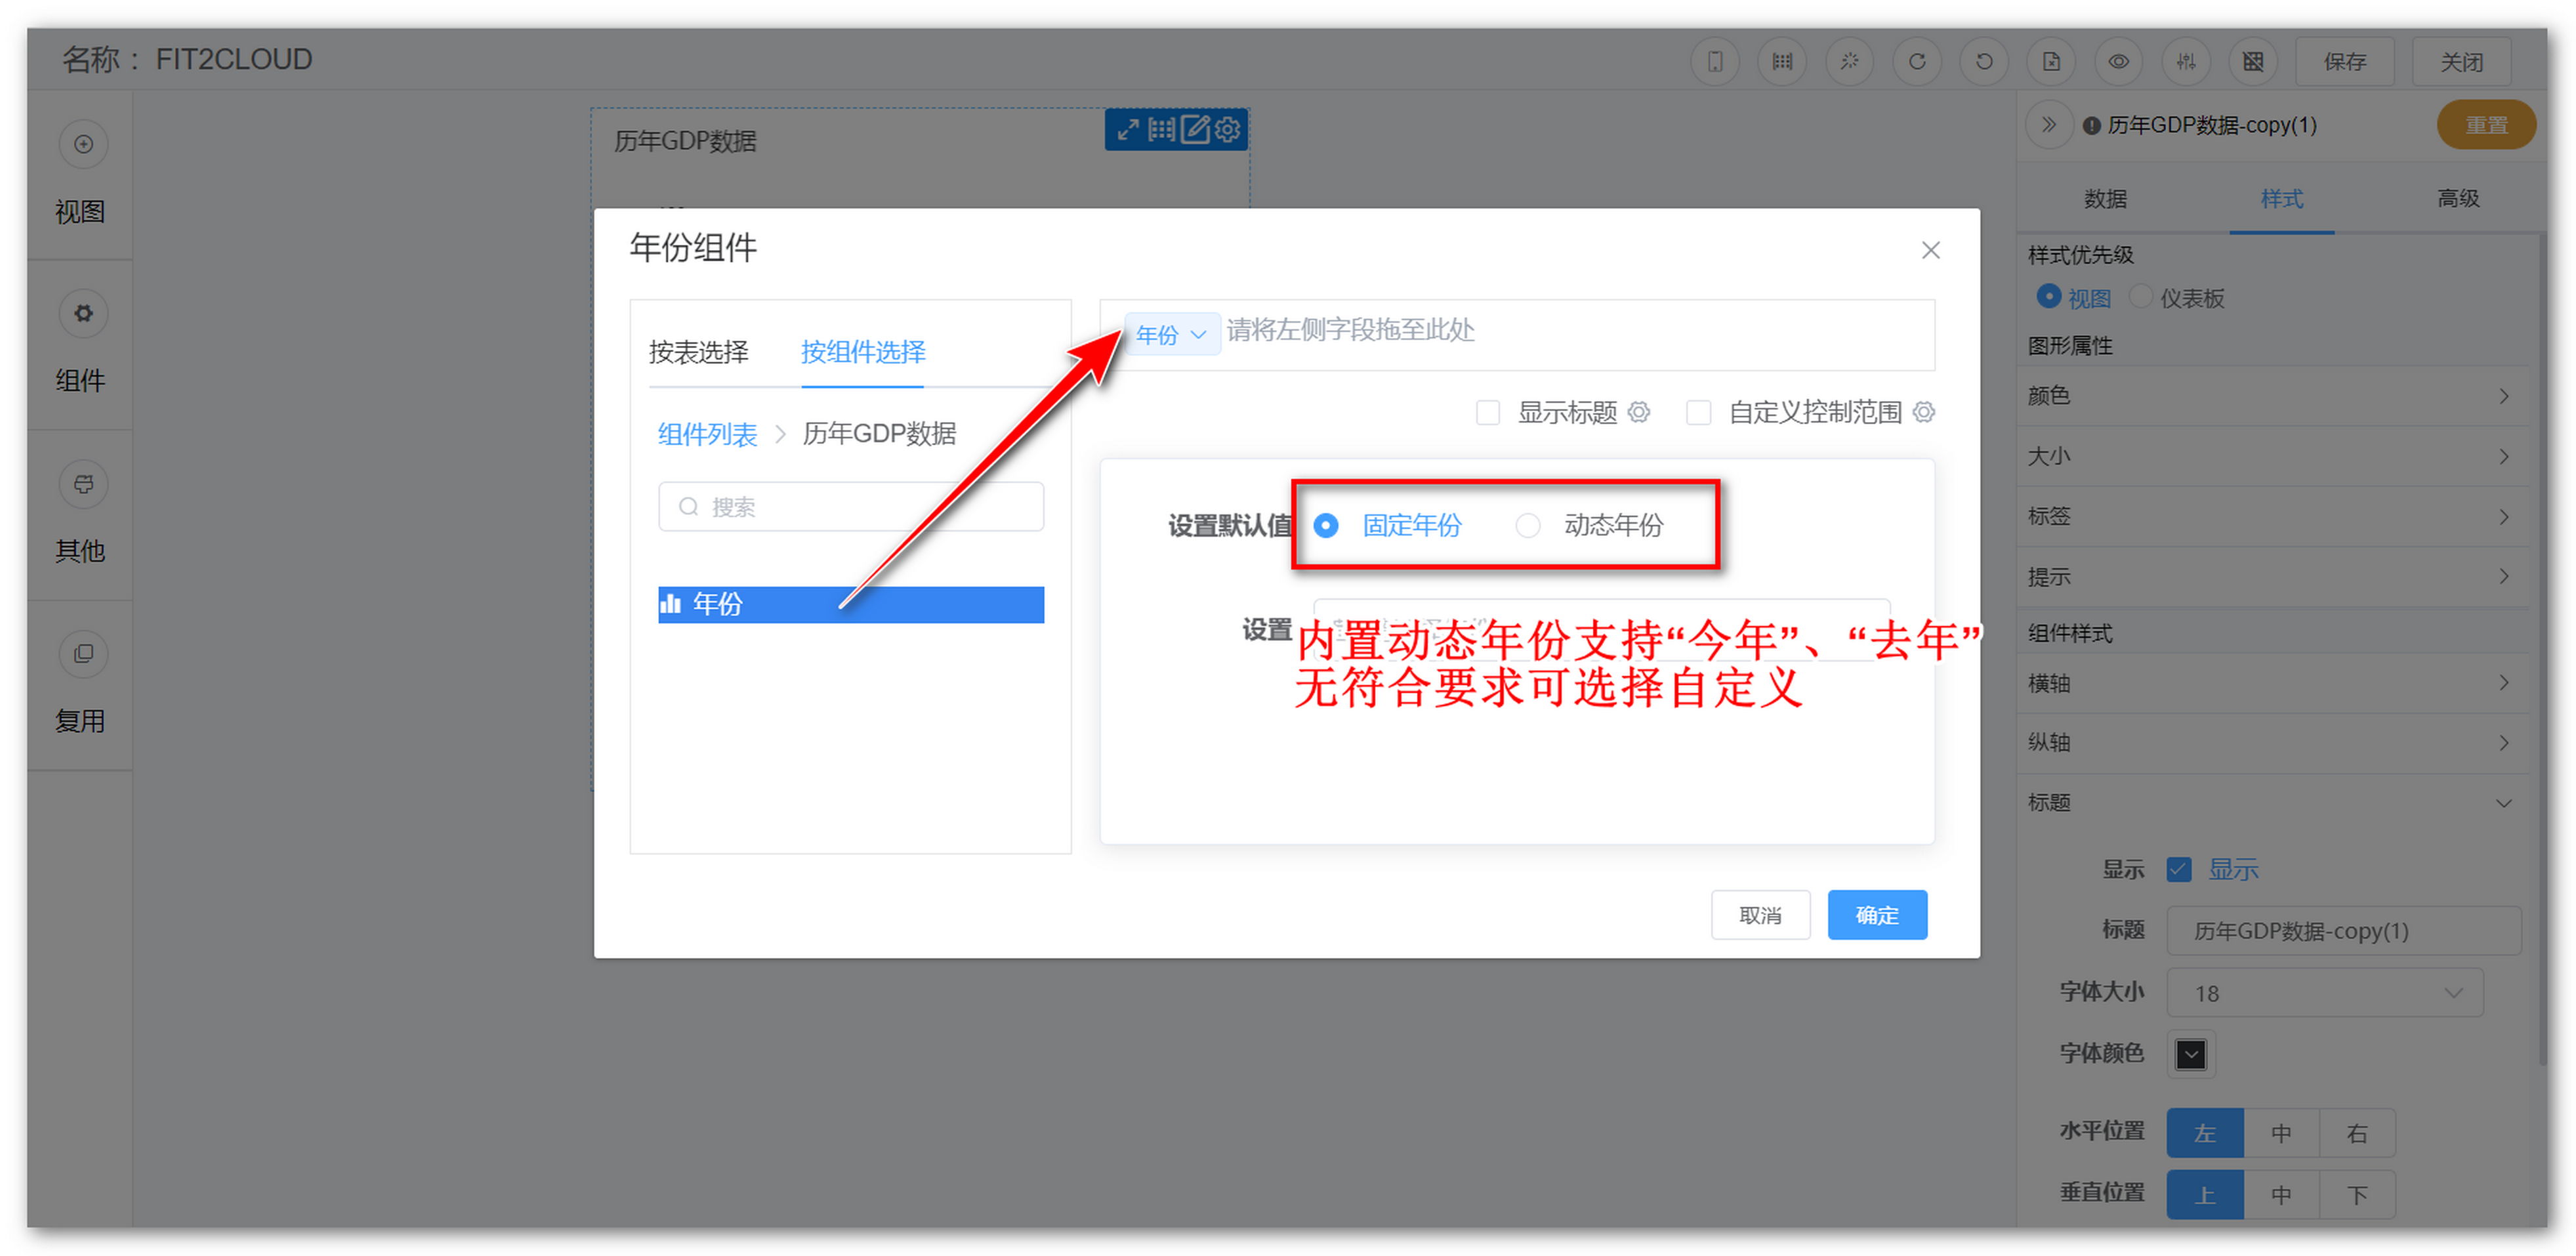 名称： FIT2CLOUD
保存
关闭
视图
组件
其他
复用
历年GDP数据
年份组件
按表选择
按组件选择
组件列表
历年GDP数据
搜索
年份
年份
请将左侧字段拖至此处
显示标题
自定义控制范围
设置默认值
固定年份
动态年份
设置
内置动态年份支持“今年”、“去年”
无符合要求可选择自定义
取消
确定
历年GDP数据-copy(1)
重置
数据
样式
高级
样式优先级
视图
仪表板
图形属性
颜色
大小
标签
提示
组件样式
横轴
纵轴
标题
显示
显示
标题
历年GDP数据-copy(1)
字体大小
18
字体颜色
水平位置
左
中
右
垂直位置
上
中
下